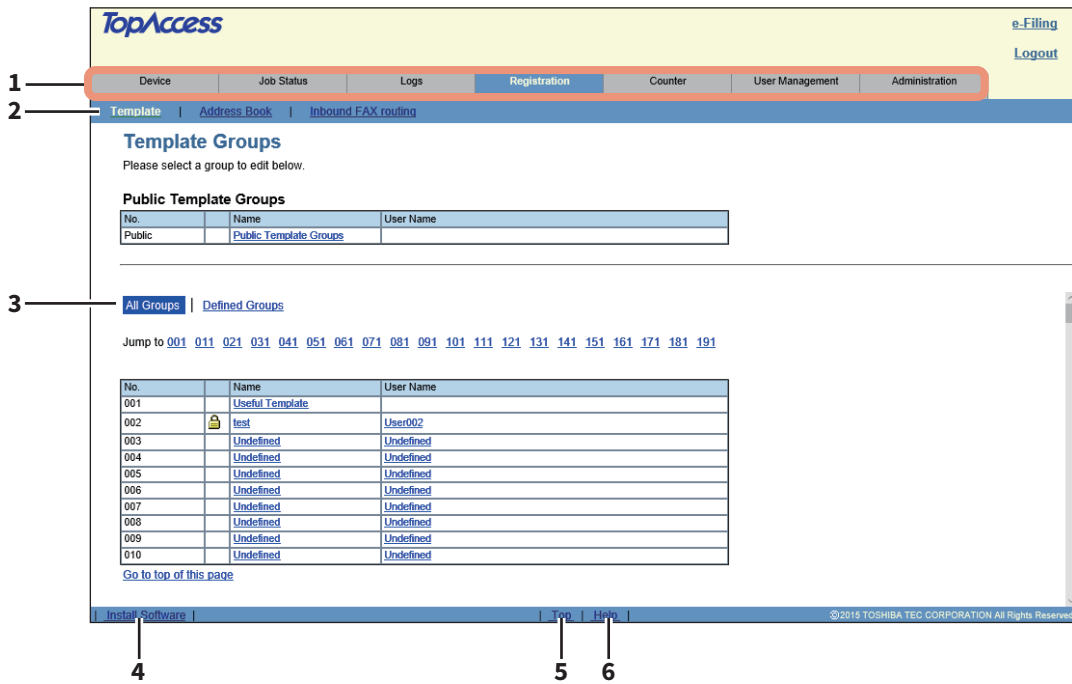 TopAccess
e-Filing
Logout
1
Device Job Status Logs Registration Counter User Management Administration
2
Template | Address Book | Inbound FAX routing
Template Groups
Please select a group to edit below.
Public Template Groups
No. Name User Name
Public Public Template Groups
3
All Groups | Defined Groups
Jump to 001 011 021 031 041 051 061 071 081 091 101 111 121 131 141 151 161 171 181 191
No. Name User Name
001 Useful Template
002 test User002
003 Undefined Undefined
004 Undefined Undefined
005 Undefined Undefined
006 Undefined Undefined
007 Undefined Undefined
008 Undefined Undefined
009 Undefined Undefined
010 Undefined Undefined
Go to top of this page
| Install Software | | Top | Help | ©2015 TOSHIBA TEC CORPORATION All Rights Reserved
4 5 6